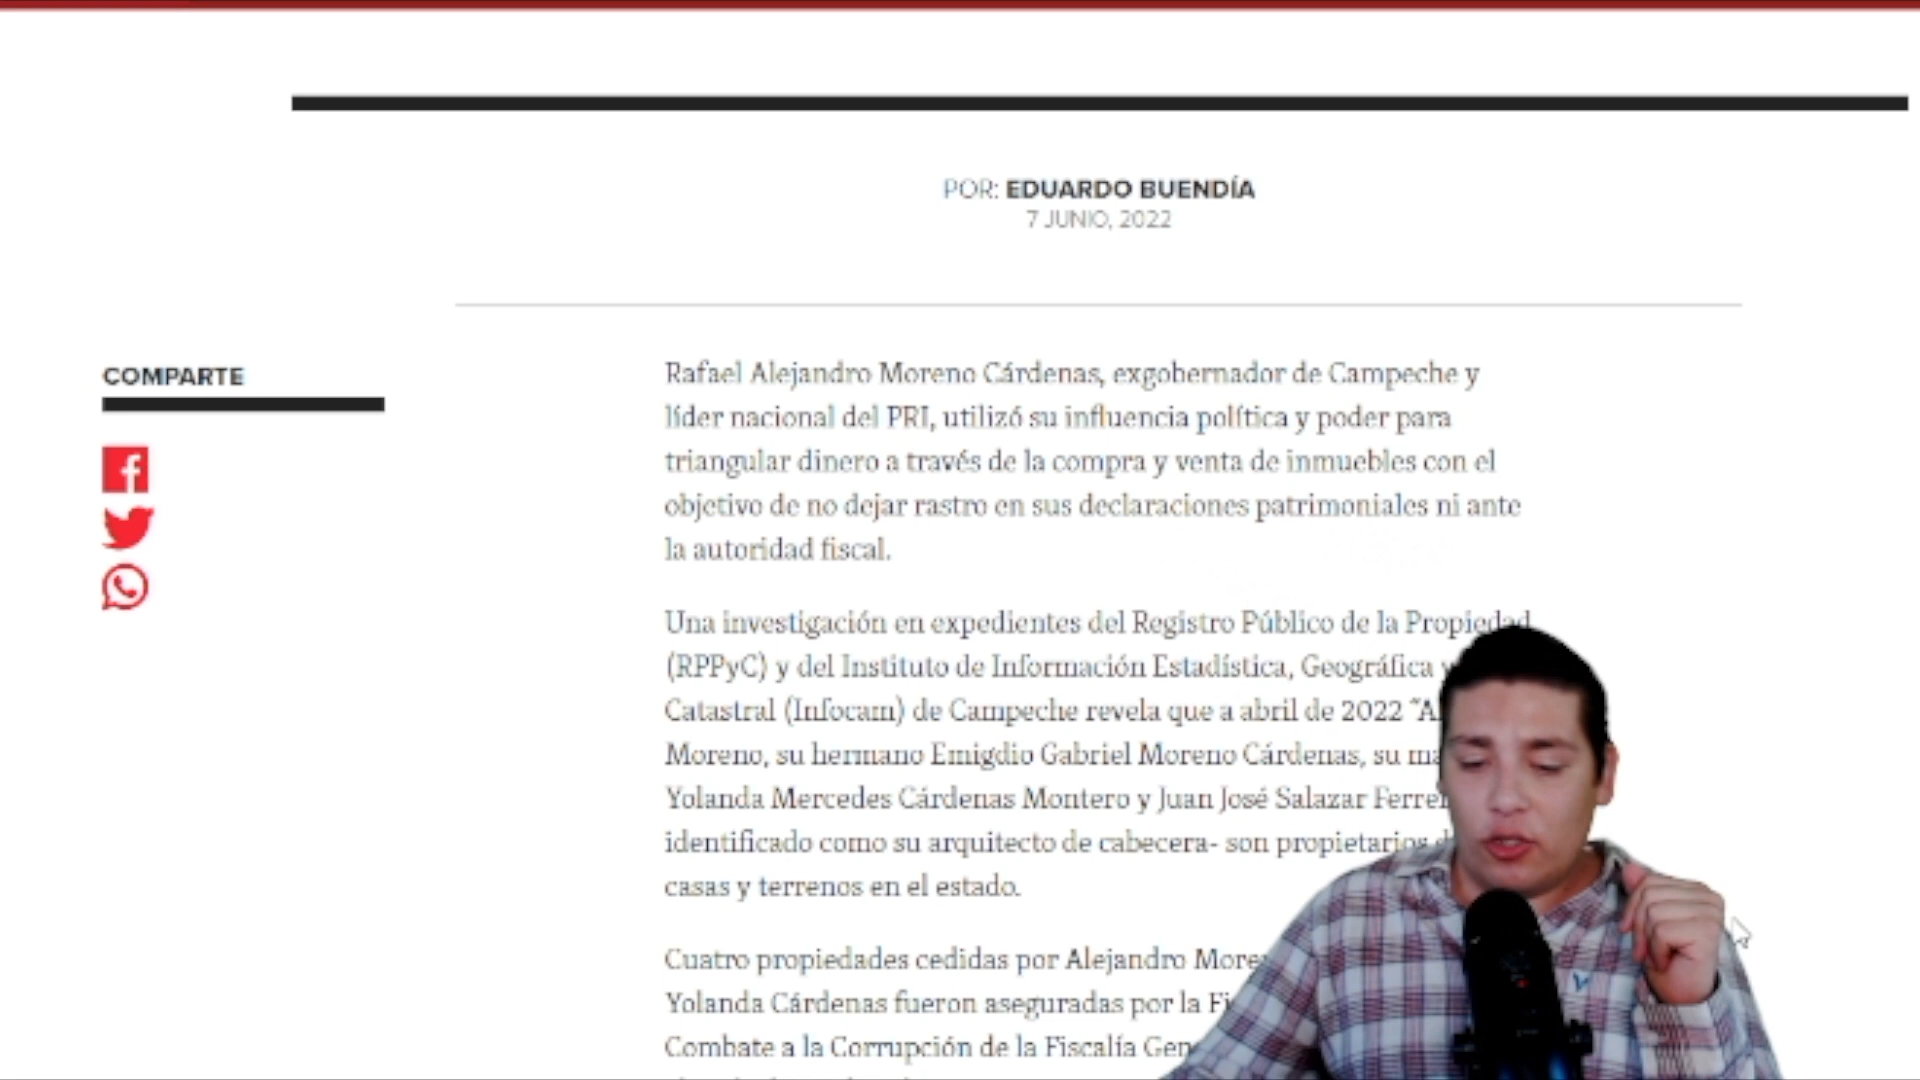 POR: EDUARDO BUENDÍA
7 JUNIO, 2022
COMPARTE
Rafael Alejandro Moreno Cárdenas, exgobernador de Campeche y
líder nacional del PRI, utilizó su influencia política y poder para
triangular dinero a través de la compra y venta de inmuebles con el
objetivo de no dejar rastro en sus declaraciones patrimoniales ni ante
la autoridad fiscal.
Una investigación en expedientes del Registro Público de la Propiedad
(RPPyC) y del Instituto de Información Estadística, Geográfica y
Catastral (Infocam) de Campeche revela que a abril de 2022
Moreno, su hermano Emigdio Gabriel Moreno Cárdenas, su
Yolanda Mercedes Cárdenas Montero y Juan José Salazar
identificado como su arquitecto de cabecera- son propietarios
casas y terrenos en el estado.
Cuatro propiedades cedidas por Alejandro
Yolanda Cárdenas fueron aseguradas por la
Combate a la Corrupción de la Fiscalía